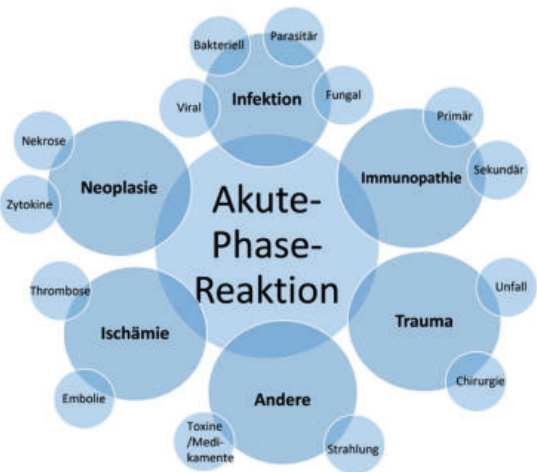 Akute-
Phase-
Reaktion
Infektion
Viral
Bakteriell
Parasitär
Fungal
Immunopathie
Primär
Sekundär
Trauma
Unfall
Chirurgie
Andere
Strahlung
Toxine
/Medi-
kamente
Ischämie
Embolie
Thrombose
Neoplasie
Zytokine
Nekrose